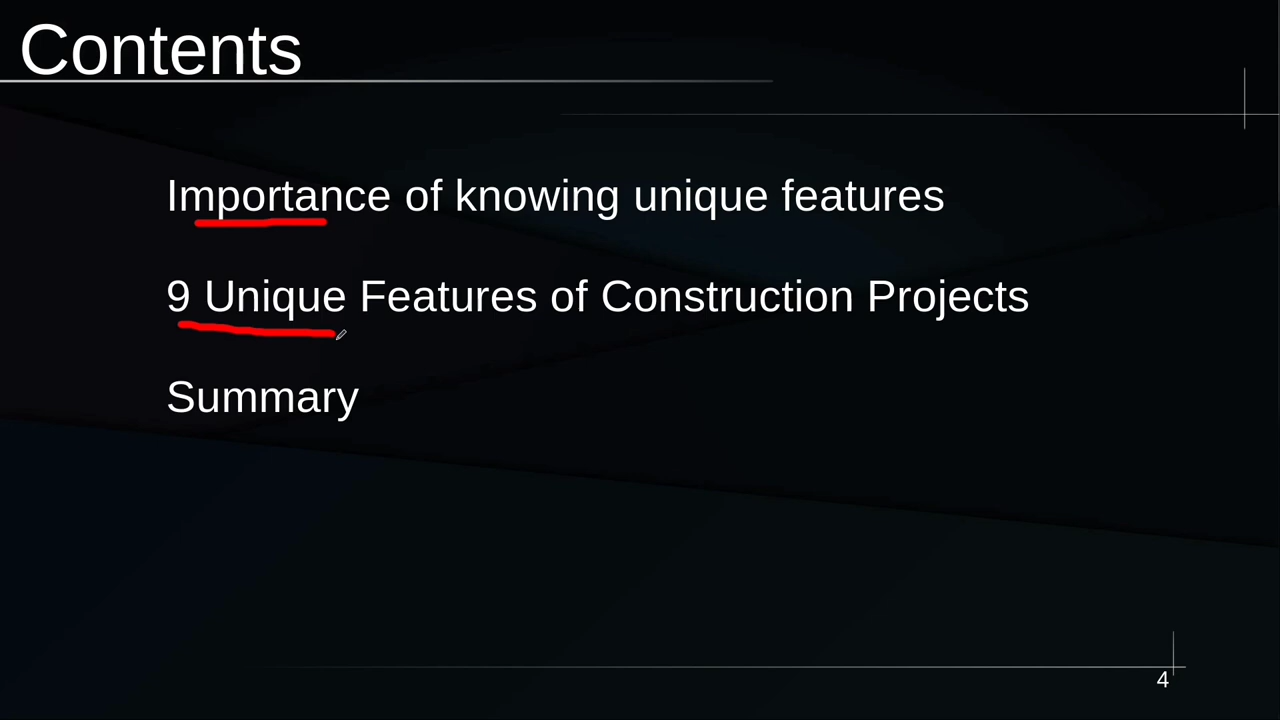 Contents
Importance of knowing unique features
9 Unique Features of Construction Projects
Summary
4